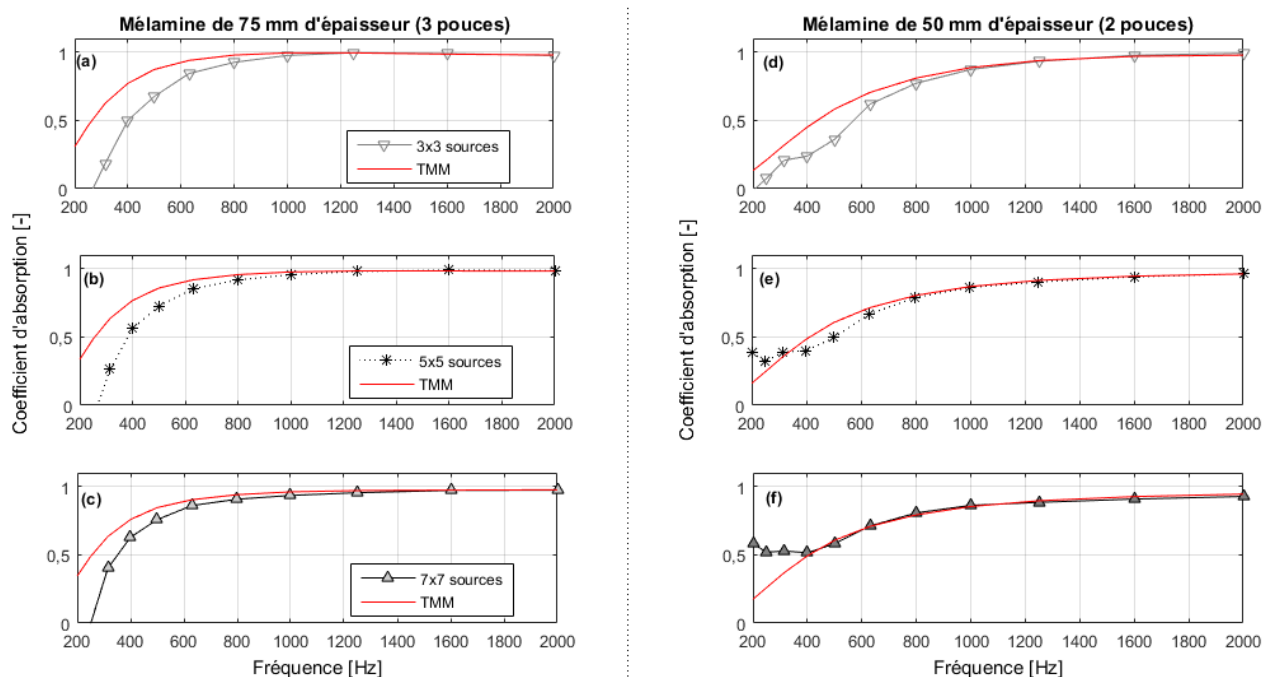 Mélamine de 75 mm d'épaisseur (3 pouces)
(a)
1
0,5
0
3x3 sources
TMM
200 400 600 800 1000 1200 1400 1600 1800 2000
Coefficient d'absorption [-]
(b)
1
0,5
0
5x5 sources
TMM
200 400 600 800 1000 1200 1400 1600 1800 2000
(c)
1
0,5
0
7x7 sources
TMM
200 400 600 800 1000 1200 1400 1600 1800 2000
Fréquence [Hz]
Mélamine de 50 mm d'épaisseur (2 pouces)
(d)
1
0,5
0
200 400 600 800 1000 1200 1400 1600 1800 2000
Coefficient d'absorption [-]
(e)
1
0,5
0
200 400 600 800 1000 1200 1400 1600 1800 2000
(f)
1
0,5
0
200 400 600 800 1000 1200 1400 1600 1800 2000
Fréquence [Hz]